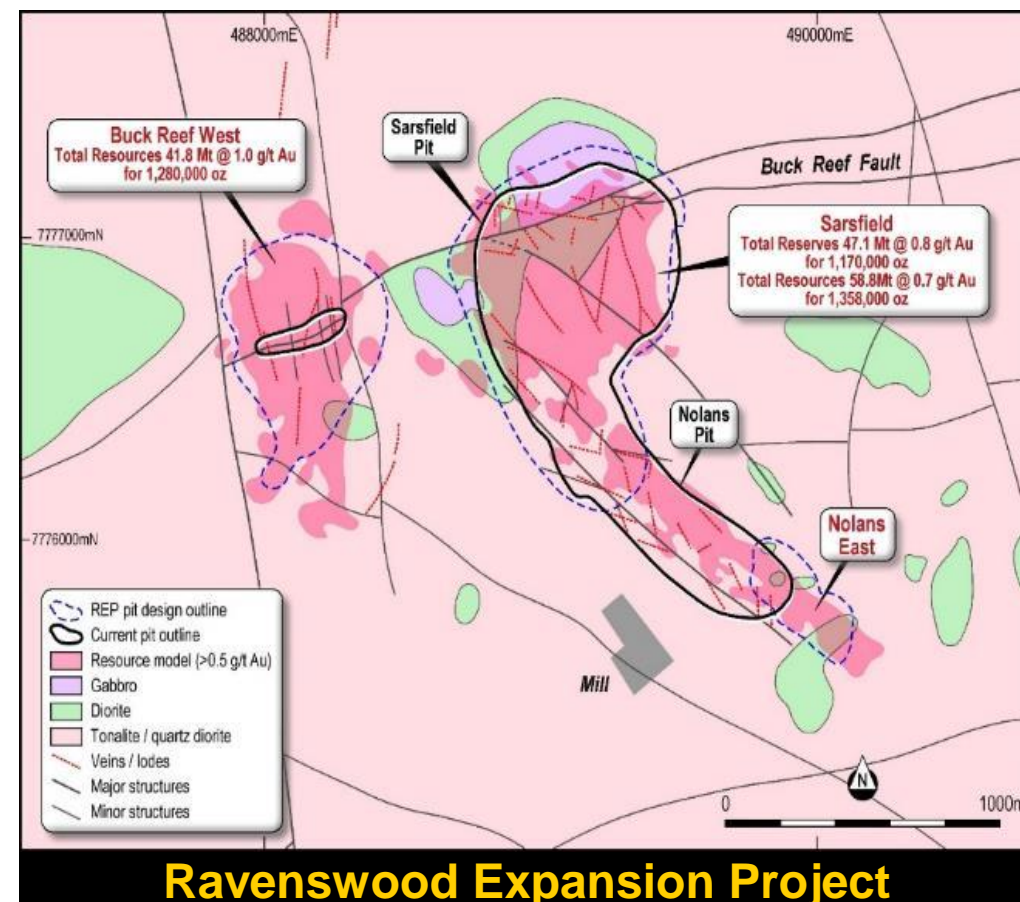 488000mE
490000mE
Buck Reef West
Total Resources 41.8 Mt @ 1.0 g/t Au
for 1,280,000 oz
Sarsfield
Pit
Buck Reef Fault
7777000mN
Sarsfield
Total Reserves 47.1 Mt @ 0.8 g/t Au
for 1,170,000 oz
Total Resources 58.8Mt @ 0.7 g/t Au
for 1,358,000 oz
Nolans
Pit
7776000mN
Nolans
East
REP pit design outline
Current pit outline
Resource model (>0.5 g/t Au)
Gabbro
Diorite
Tonalite / quartz diorite
Veins / lodes
Major structures
Minor structures
Mill
N
0
1000m
Ravenswood Expansion Project